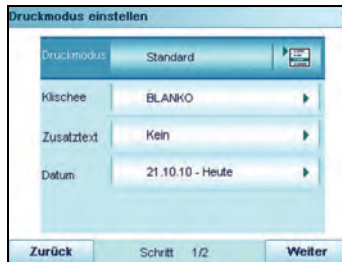 Druckmodus einstellen
Druckmodus Standard
Klischee BLANKO
Zusatztext Kein
Datum 21.10.10 - Heute
Zurück Schritt 1/2 Weiter